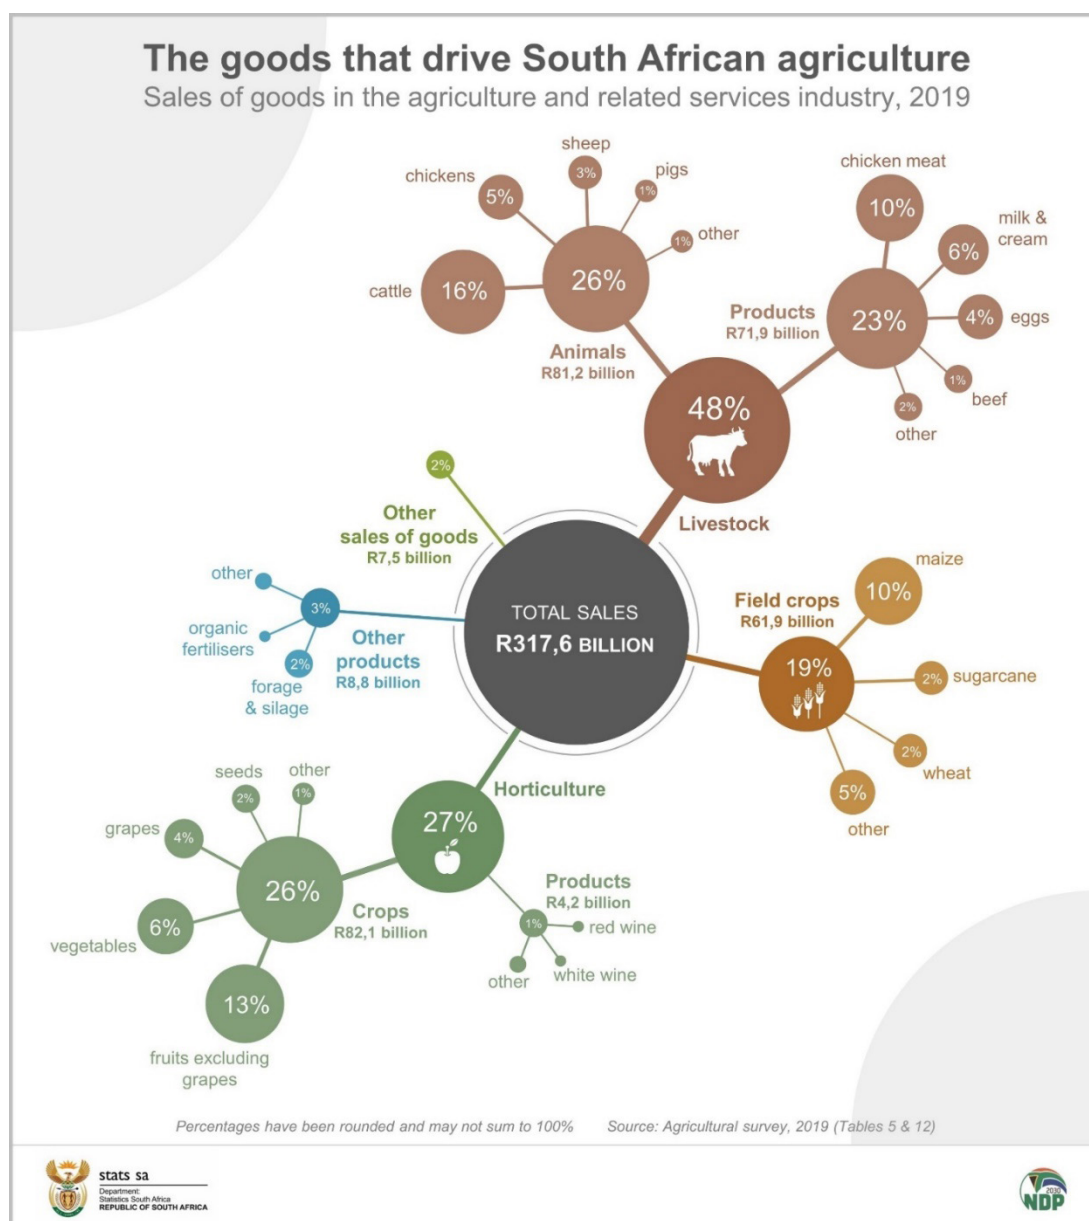 The goods that drive South African agriculture
Sales of goods in the agriculture and related services industry, 2019
sheep
3%
chickens
5%
pigs
1%
other
1%
cattle
16%
26%
Animals
R81,2 billion
chicken meat
10%
milk &
cream
6%
eggs
4%
beef
1%
other
2%
23%
Products
R71,9 billion
48%
Livestock
2%
Other
sales of goods
R7,5 billion
other
organic
fertilisers
2%
forage
& silage
3%
Other
products
R8,8 billion
TOTAL SALES
R317,6 BILLION
Field crops
R61,9 billion
19%
maize
10%
2%
sugarcane
2%
wheat
5%
other
Horticulture
27%
seeds
2%
other
1%
grapes
4%
6%
vegetables
13%
fruits excluding
grapes
26%
Crops
R82,1 billion
Products
R4,2 billion
1%
red wine
white wine
other
Percentages have been rounded and may not sum to 100%
Source: Agricultural survey, 2019 (Tables 5 & 12)
stats sa
Department:
Statistics South Africa
REPUBLIC OF SOUTH AFRICA
2030
NDP